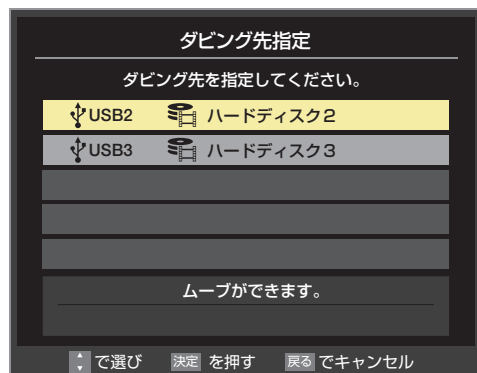 ダビング先指定
ダビング先を指定してください。
USB2 ハードディスク2
USB3 ハードディスク3
ムーブができます。
で選び 決定 を押す 戻る でキャンセル